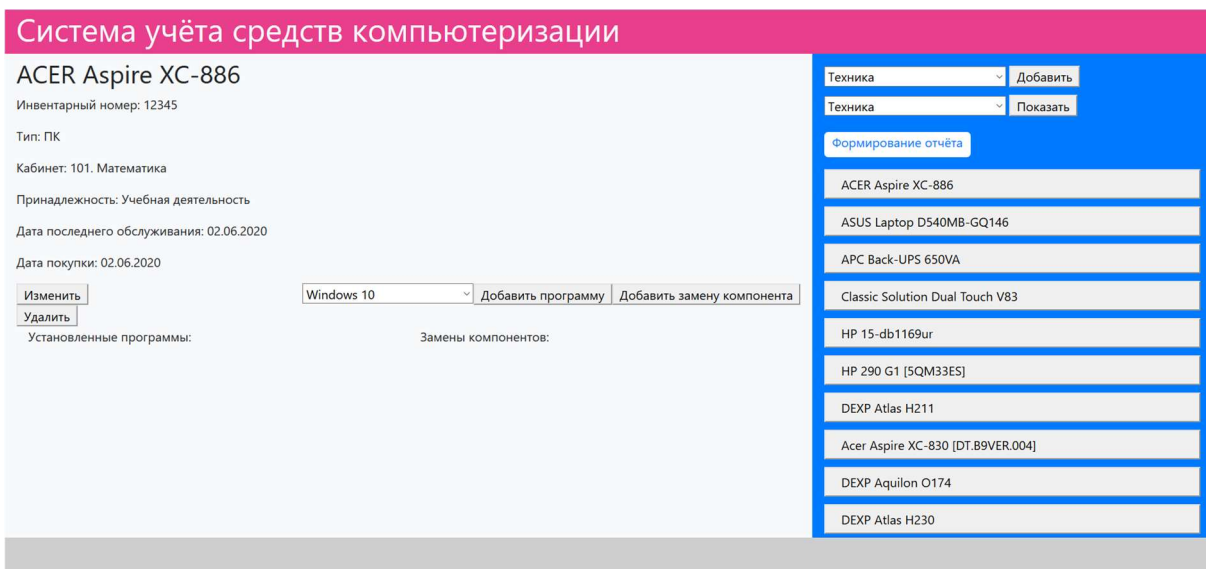 Система учёта средств компьютеризации
ACER Aspire XC-886
Инвентарный номер: 12345
Тип: ПК
Кабинет: 101. Математика
Принадлежность: Учебная деятельность
Дата последнего обслуживания: 02.06.2020
Дата покупки: 02.06.2020
Изменить
Windows 10 Добавить программу Добавить замену компонента
Удалить
Установленные программы: Замены компонентов:
Техника Добавить
Техника Показать
Формирование отчёта
ACER Aspire XC-886
ASUS Laptop D540MB-GQ146
APC Back-UPS 650VA
Classic Solution Dual Touch V83
HP 15-db1169ur
HP 290 G1 [5QM33ES]
DEXP Atlas H211
Acer Aspire XC-830 [DT.B9VER.004]
DEXP Aquilon O174
DEXP Atlas H230